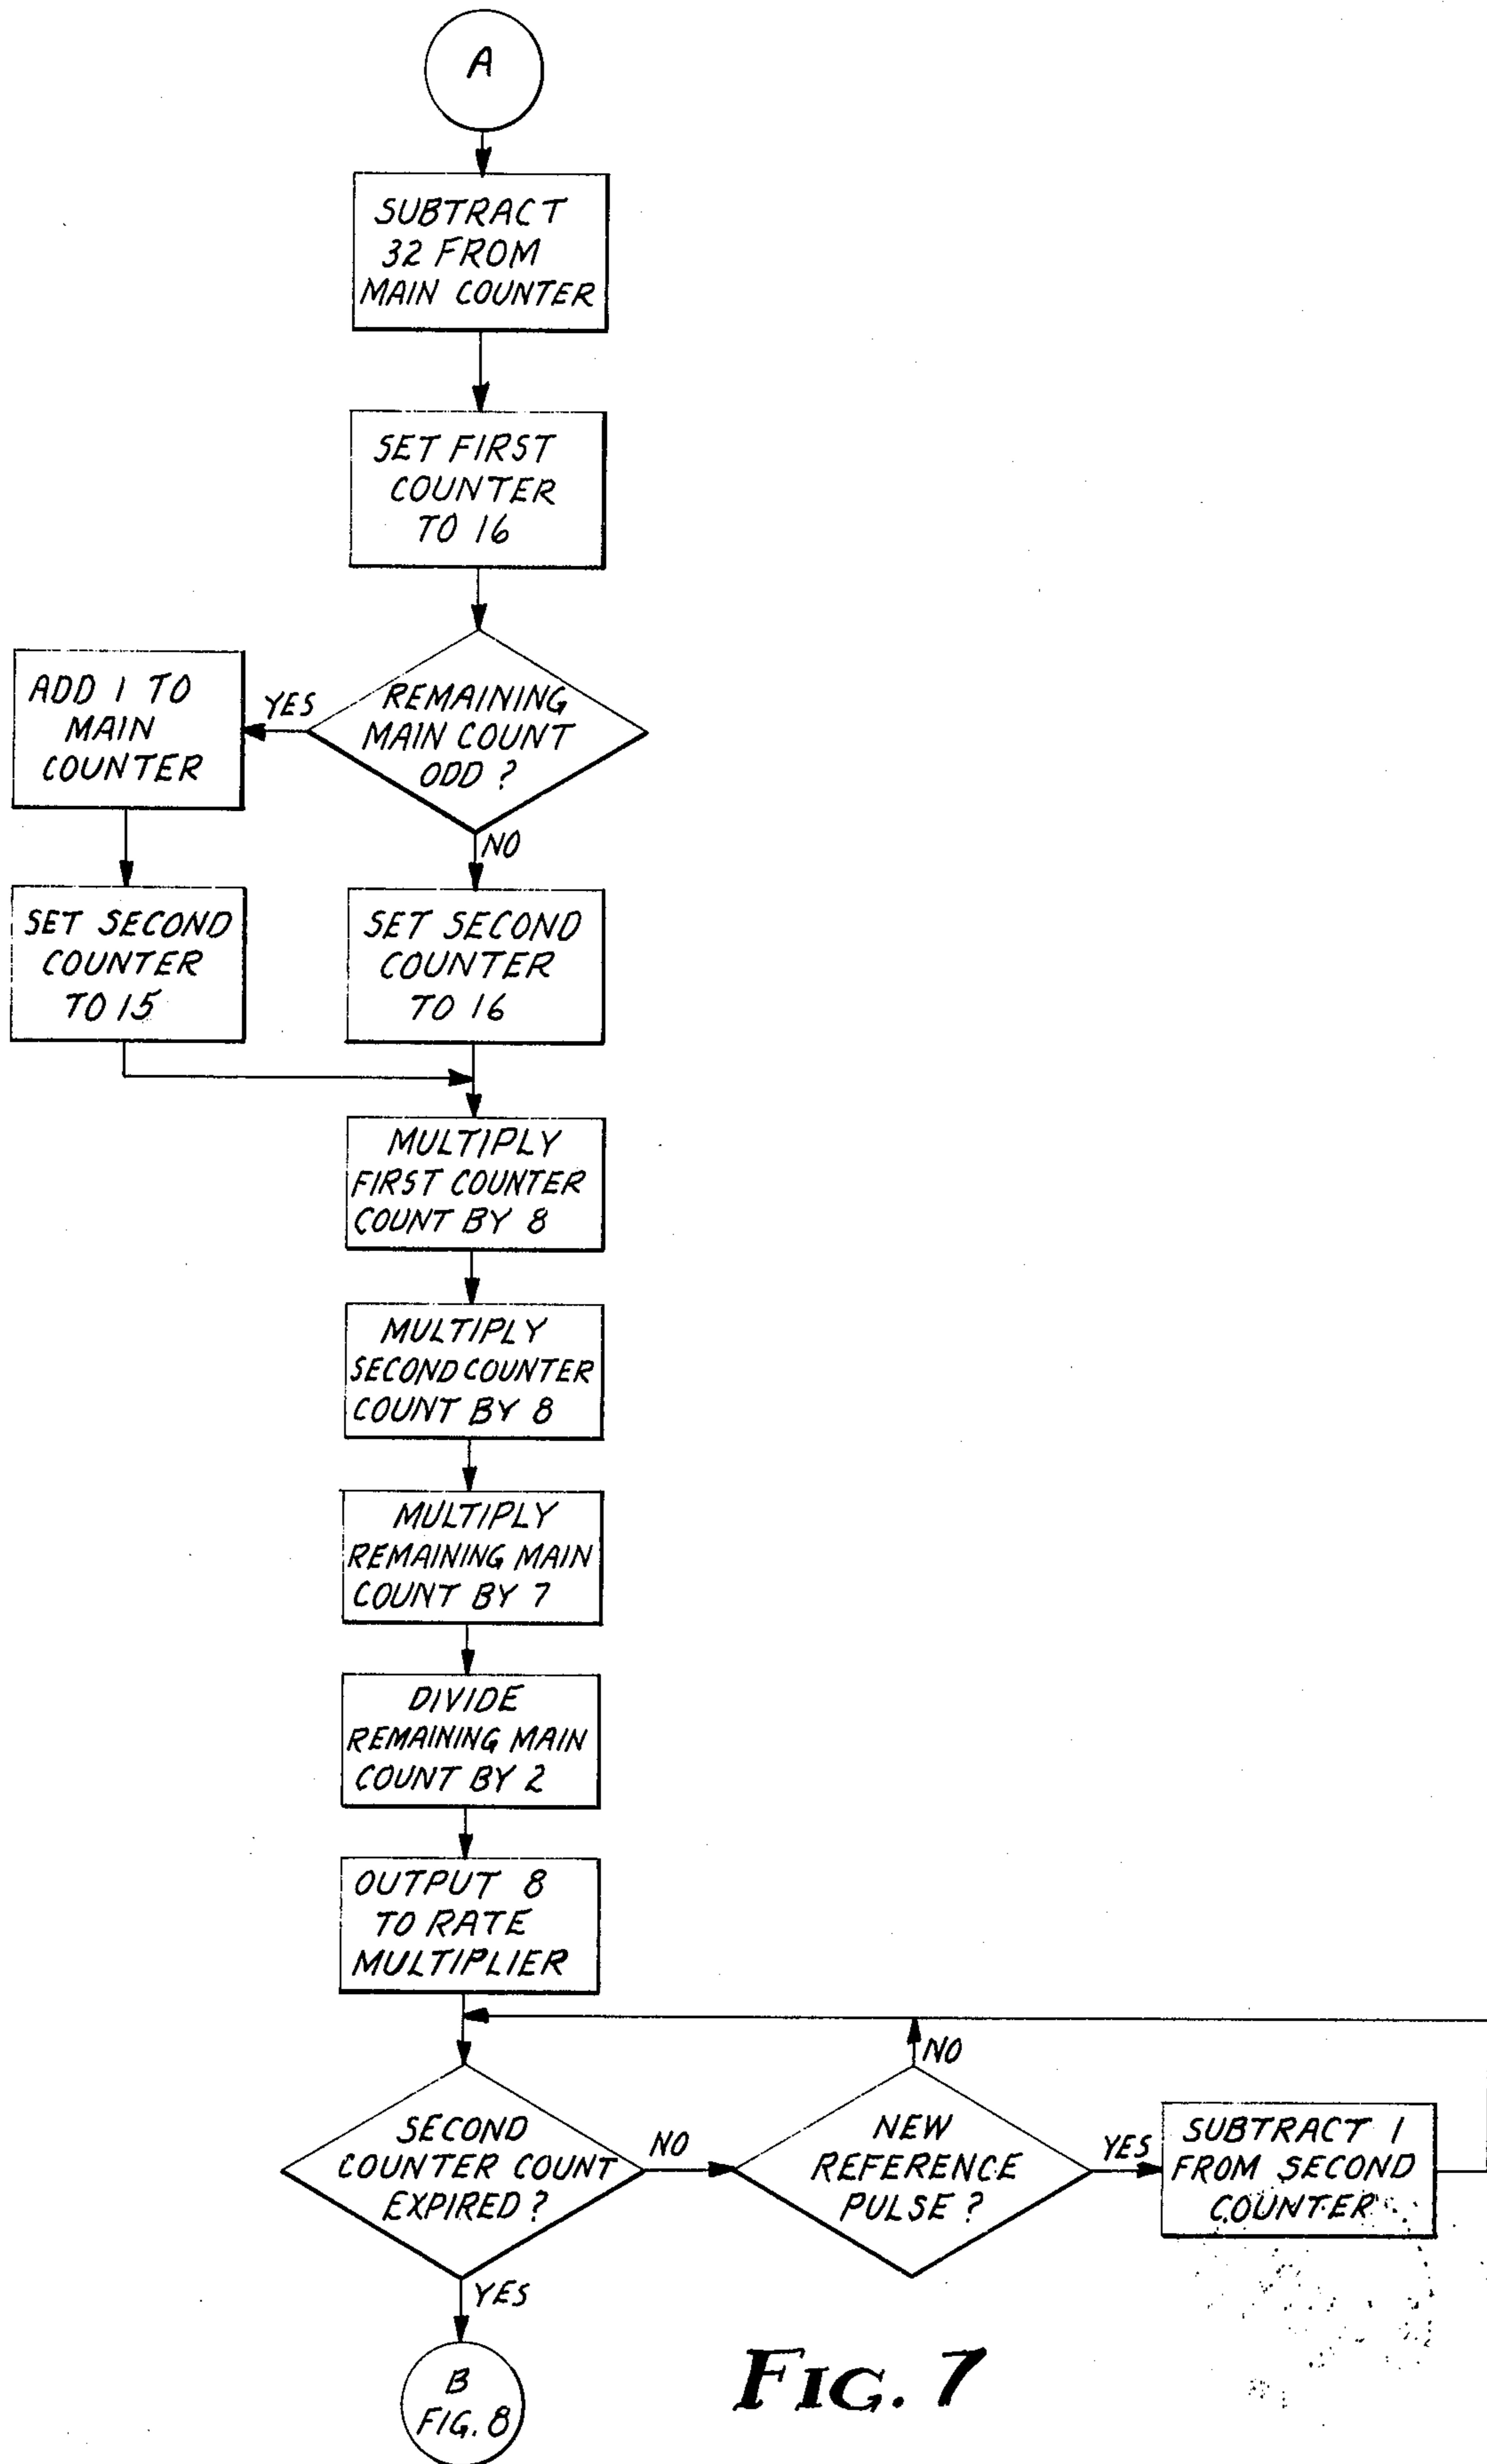 A
SUBTRACT
32 FROM
MAIN COUNTER
SET FIRST
COUNTER
TO 16
REMAINING
MAIN COUNT
ODD ?
YES
ADD 1 TO
MAIN
COUNTER
NO
SET SECOND
COUNTER
TO 15
SET SECOND
COUNTER
TO 16
MULTIPLY
FIRST COUNTER
COUNT BY 8
MULTIPLY
SECOND COUNTER
COUNT BY 8
MULTIPLY
REMAINING MAIN
COUNT BY 7
DIVIDE
REMAINING MAIN
COUNT BY 2
OUTPUT 8
TO RATE
MULTIPLIER
SECOND
COUNTER COUNT
EXPIRED ?
NO
NEW
REFERENCE
PULSE ?
NO
YES
SUBTRACT 1
FROM SECOND
COUNTER
YES
B
FIG. 8
FIG. 7